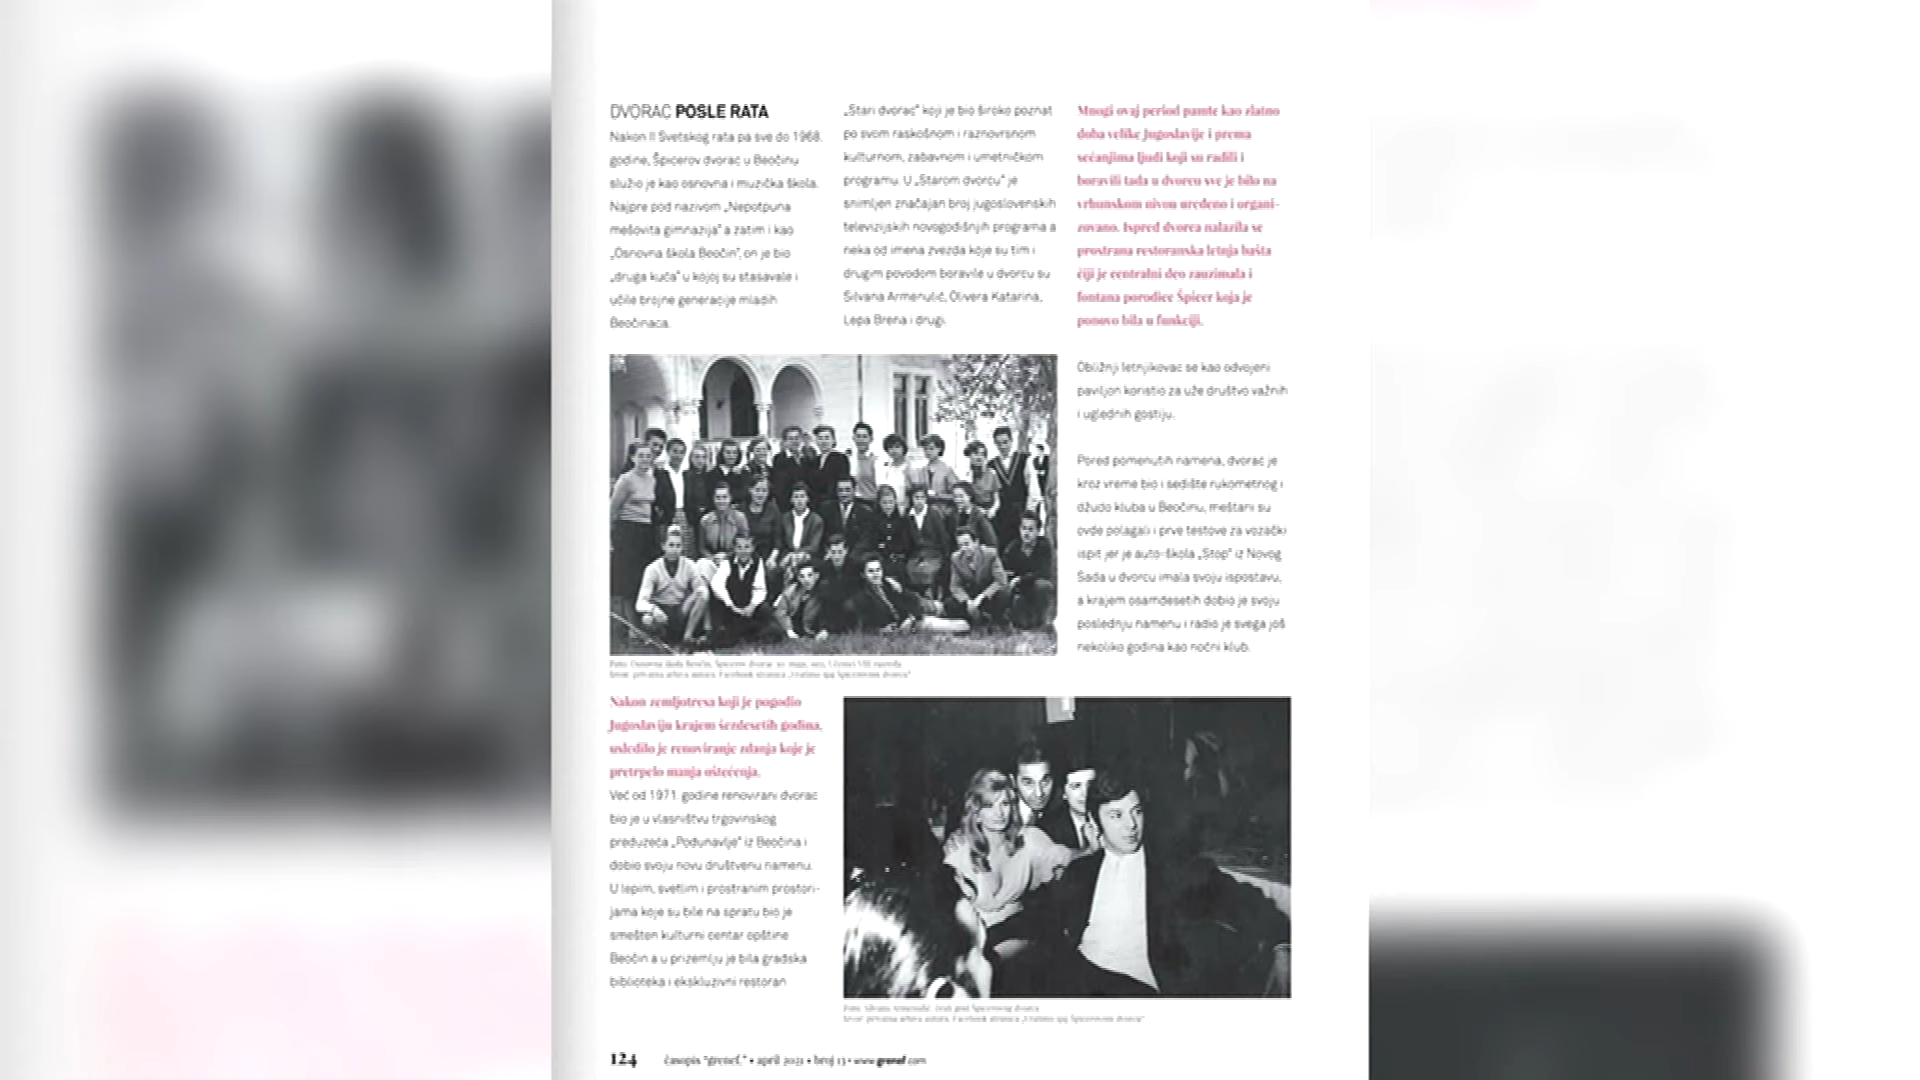 DVORAC POSLE RATA
Nakon II Svetskog rata pa sve do 1968.
godine, Špicerov dvorac u Beočinu
služio je kao osnovna i muzička škola.
Najpre pod nazivom „Nepotpuna
mešovita gimnazija“ a zatim i kao
„Osnovna škola Beočin“, on je bio
„druga kuća“ u kojoj su stasavale i
učile brojne generacije mladih
Beočinaca.
Nakon zemljotresa koji je pogodio
Jugoslaviju krajem šezdesetih godina,
usledilo je renoviranje zdanja koje je
pretrpelo manja oštećenja.
Već od 1971. godine renovirani dvorac
bio je u vlasništvu trgovinskog
preduzeća „Podunavlje“ iz Beočina i
dobio svoju novu društvenu namenu.
U lepim, svetlim i prostranim prostori-
jama koje su bile na spratu bio je
smešten kulturni centar opštine
Beočin a u prizemlju je bila gradska
biblioteka i ekskluzivni restoran
„Stari dvorac“ koji je bio široko poznat
po svom raskošnom i raznovrsnom
kulturnom, zabavnom i umetničkom
programu. U „Starom dvorcu“ je
snimljen značajan broj jugoslovenskih
televizijskih novogodišnjih programa a
neka od imena zvezda koje su tim i
drugim povodom boravile u dvorcu su
Silvana Armenulić, Olivera Katarina,
Lepa Brena i drugi.
Mnogi ovaj period pamte kao zlatno
doba velike Jugoslavije i prema
sećanjima ljudi koji su radili i
boravili tada u dvorcu sve je bilo na
vrhunskom nivou uređeno i organi-
zovano. Ispred dvorca nalazila se
prostrana restoranska letnja bašta
čiji je centralni deo zauzimala i
fontana porodice Špicer koja je
ponovo bila u funkciji.
Obližnji letnjikovac se kao odvojeni
paviljon koristio za uže društvo važnih
i uglednih gostiju.
Pored pomenutih namena, dvorac je
kroz vreme bio i sedište rukometnog i
džudo kluba u Beočinu, meštani su
ovde polagali i prve testove za vozački
ispit jer je auto-škola „Stop“ iz Novog
Sada u dvorcu imala svoju ispostavu,
a krajem osamdesetih dobio je svoju
poslednju namenu i radio je svega još
nekoliko godina kao noćni klub.
124 časopis "grenef." • april 2021 • broj 13 • www.grenef.com